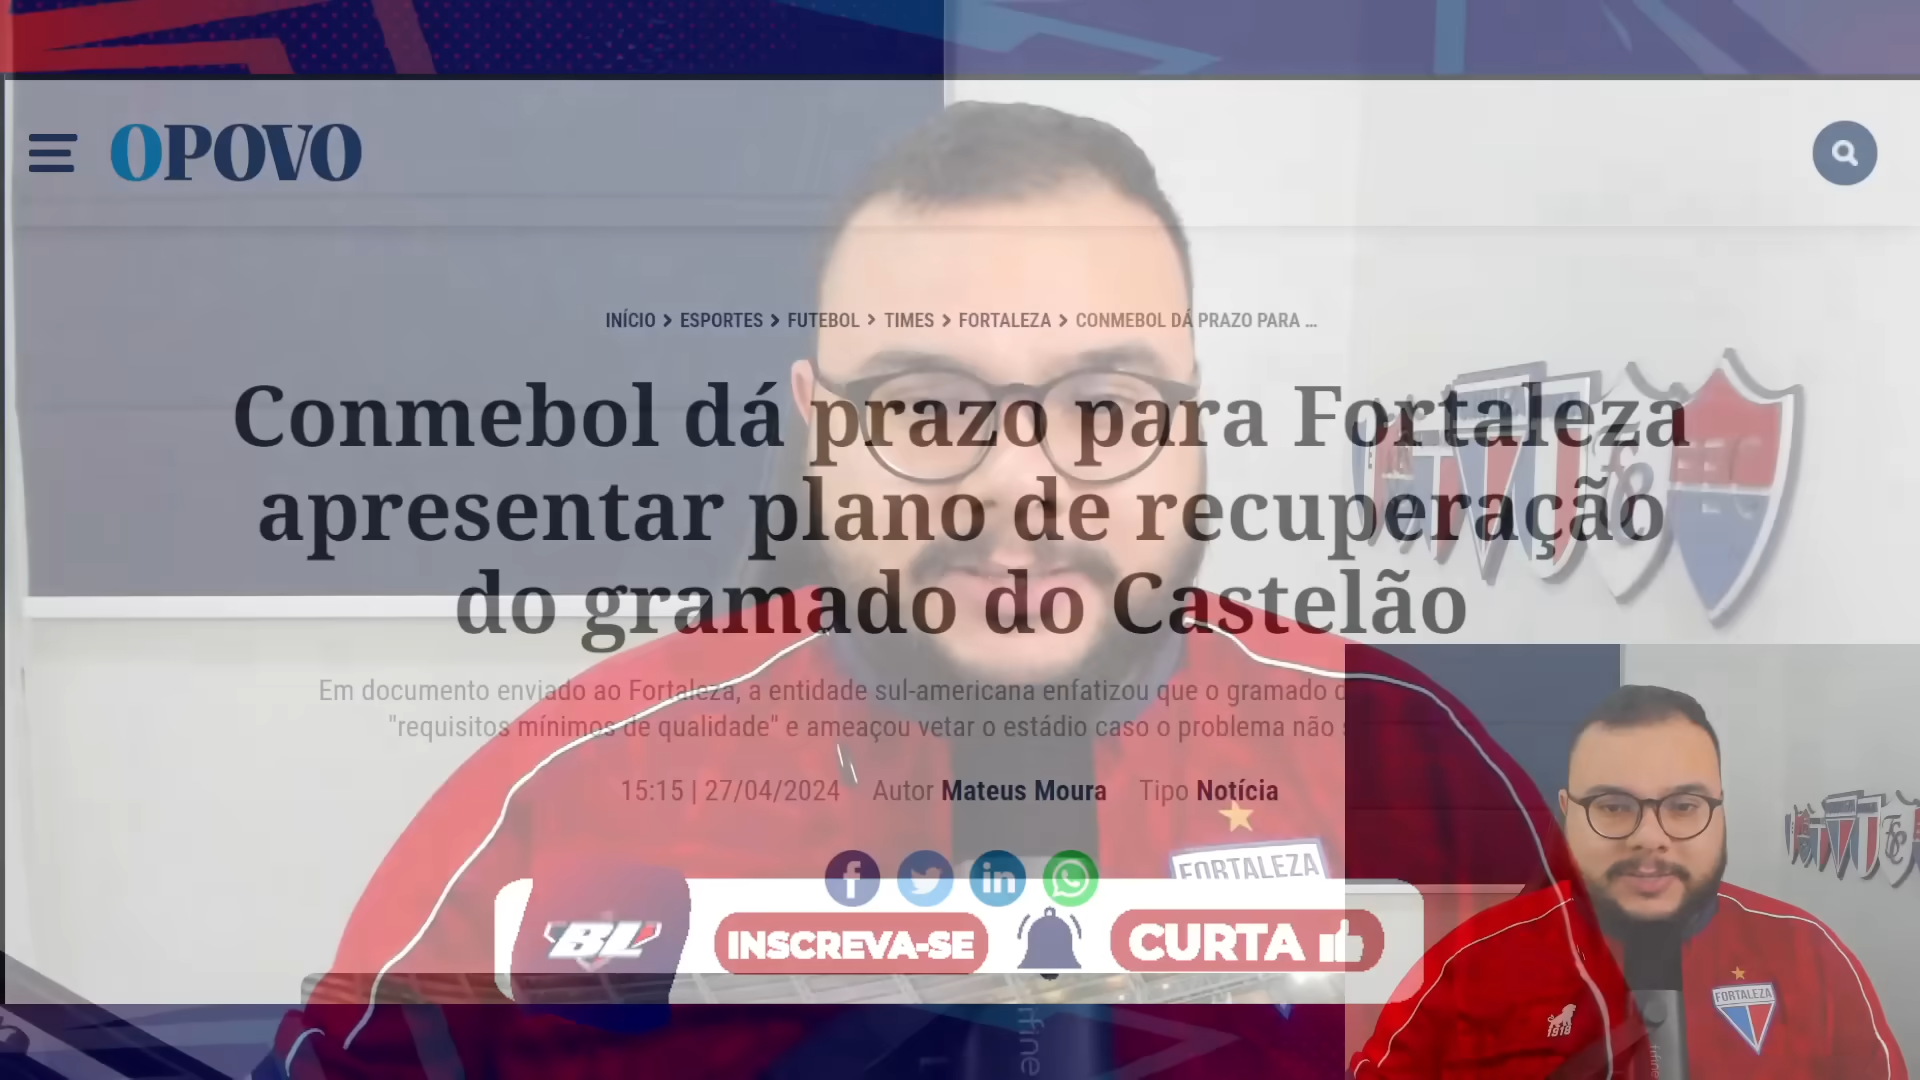 OPOVO
INÍCIO > ESPORTES > FUTEBOL > TIMES > FORTALEZA > CONMEBOL DÁ PRAZO PARA ...
Conmebol dá prazo para Fortaleza
apresentar plano de recuperação
do gramado do Castelão
Em documento enviado ao Fortaleza, a entidade sul-americana enfatizou que o gramado
"requisitos mínimos de qualidade" e ameaçou vetar o estádio caso o problema não
15:15 | 27/04/2024 Autor Mateus Moura Tipo Notícia
FORTALEZA
BL INSCREVA-SE CURTA
FORTALEZA
1918
fifine